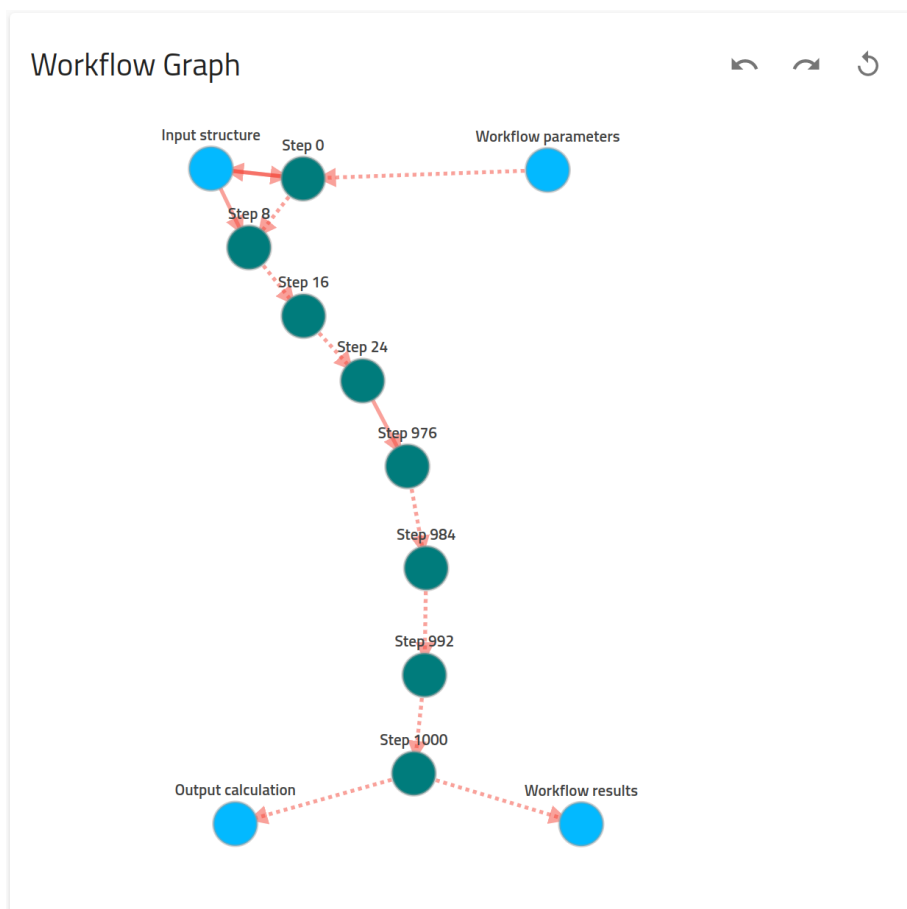 Workflow Graph
Input structure
Step 0
Workflow parameters
Step 8
Step 16
Step 24
Step 976
Step 984
Step 992
Step 1000
Output calculation
Workflow results